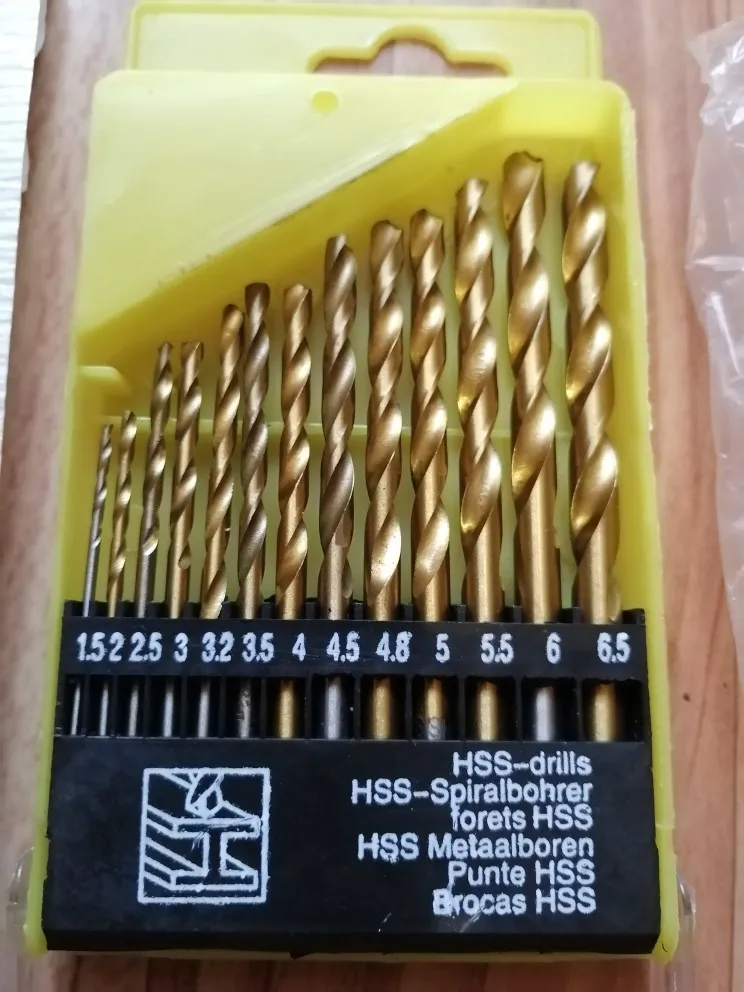 1.5 2 2.5 3 3.2 3.5 4 4.5 4.8 5 5.5 6 6.5
HSS-drills
HSS-Spiralbohrer
forets HSS
HSS Metaalboren
Punte HSS
Brocas HSS